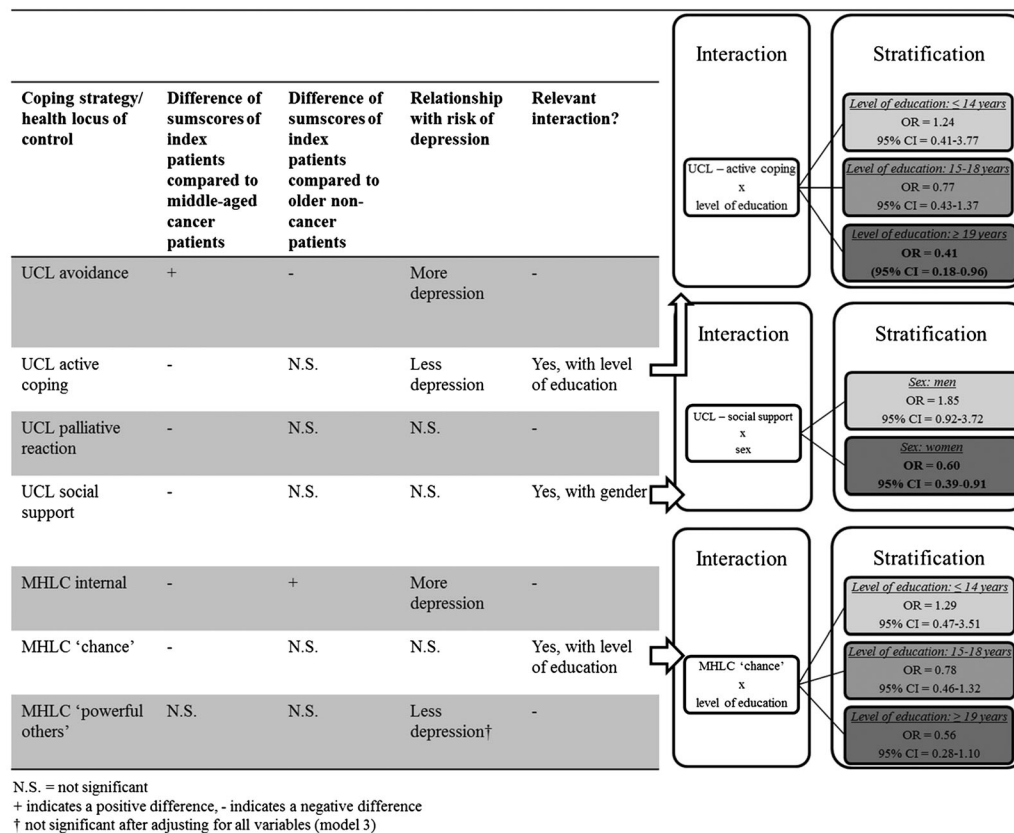 Coping strategy/ health locus of control
Difference of sumscores of index patients compared to middle-aged cancer patients
Difference of sumscores of index patients compared to older non-cancer patients
Relationship with risk of depression
Relevant interaction?
UCL avoidance + - More depression -
UCL active coping - N.S. Less depression Yes, with level of education
UCL palliative reaction - N.S. N.S. -
UCL social support - N.S. N.S. Yes, with gender
MHLC internal - + More depression -
MHLC ‘chance’ - N.S. N.S. Yes, with level of education
MHLC ‘powerful others’ N.S. N.S. Less depression† -
Interaction
UCL – active coping
x
level of education
Stratification
Level of education: ≤ 14 years
OR = 1.24
95% CI = 0.41-3.77
Level of education: 15-18 years
OR = 0.77
95% CI = 0.43-1.37
Level of education: ≥ 19 years
OR = 0.41
(95% CI = 0.18-0.96)
Interaction
UCL – social support
x
sex
Stratification
Sex: men
OR = 1.85
95% CI = 0.92-3.72
Sex: women
OR = 0.60
95% CI = 0.39-0.91
Interaction
MHLC ‘chance’
x
level of education
Stratification
Level of education: ≤ 14 years
OR = 1.29
95% CI = 0.47-3.51
Level of education: 15-18 years
OR = 0.78
95% CI = 0.46-1.32
Level of education: ≥ 19 years
OR = 0.56
95% CI = 0.28-1.10
N.S. = not significant
+ indicates a positive difference, - indicates a negative difference
† not significant after adjusting for all variables (model 3)